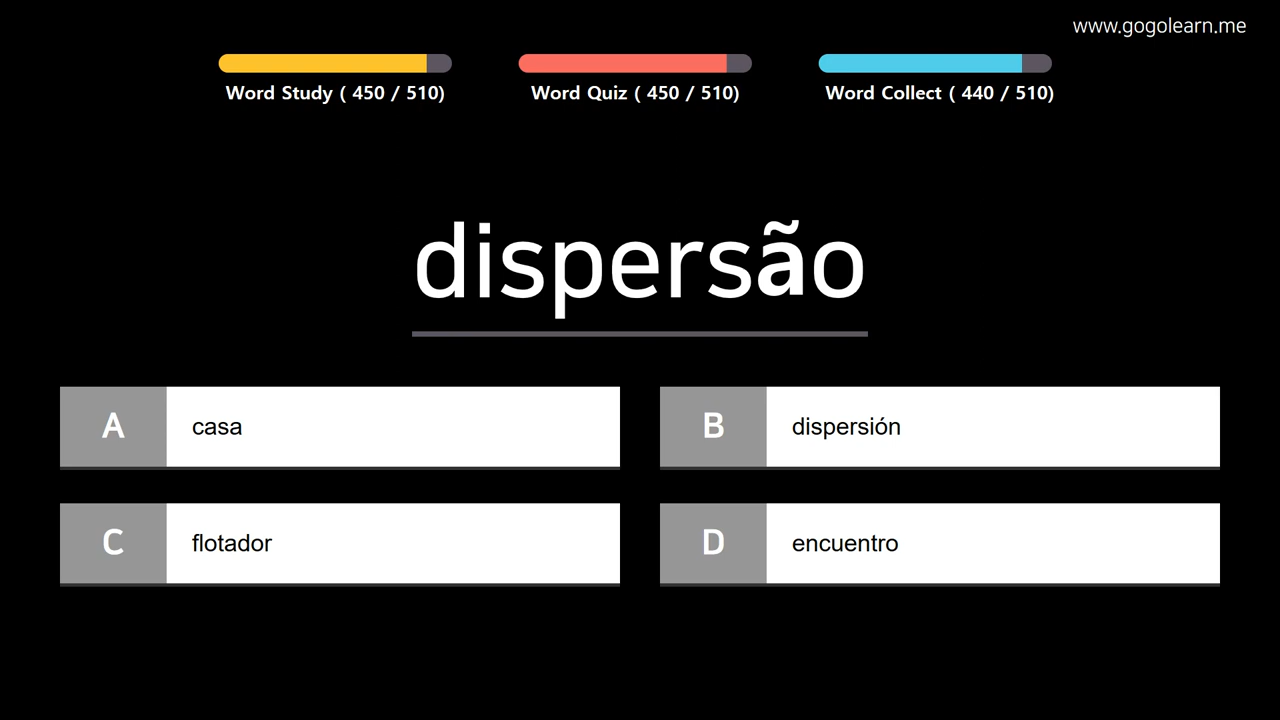 www.gogolearn.me
Word Study ( 450 / 510)
Word Quiz ( 450 / 510)
Word Collect ( 440 / 510)
dispersão
A casa
B dispersión
C flotador
D encuentro